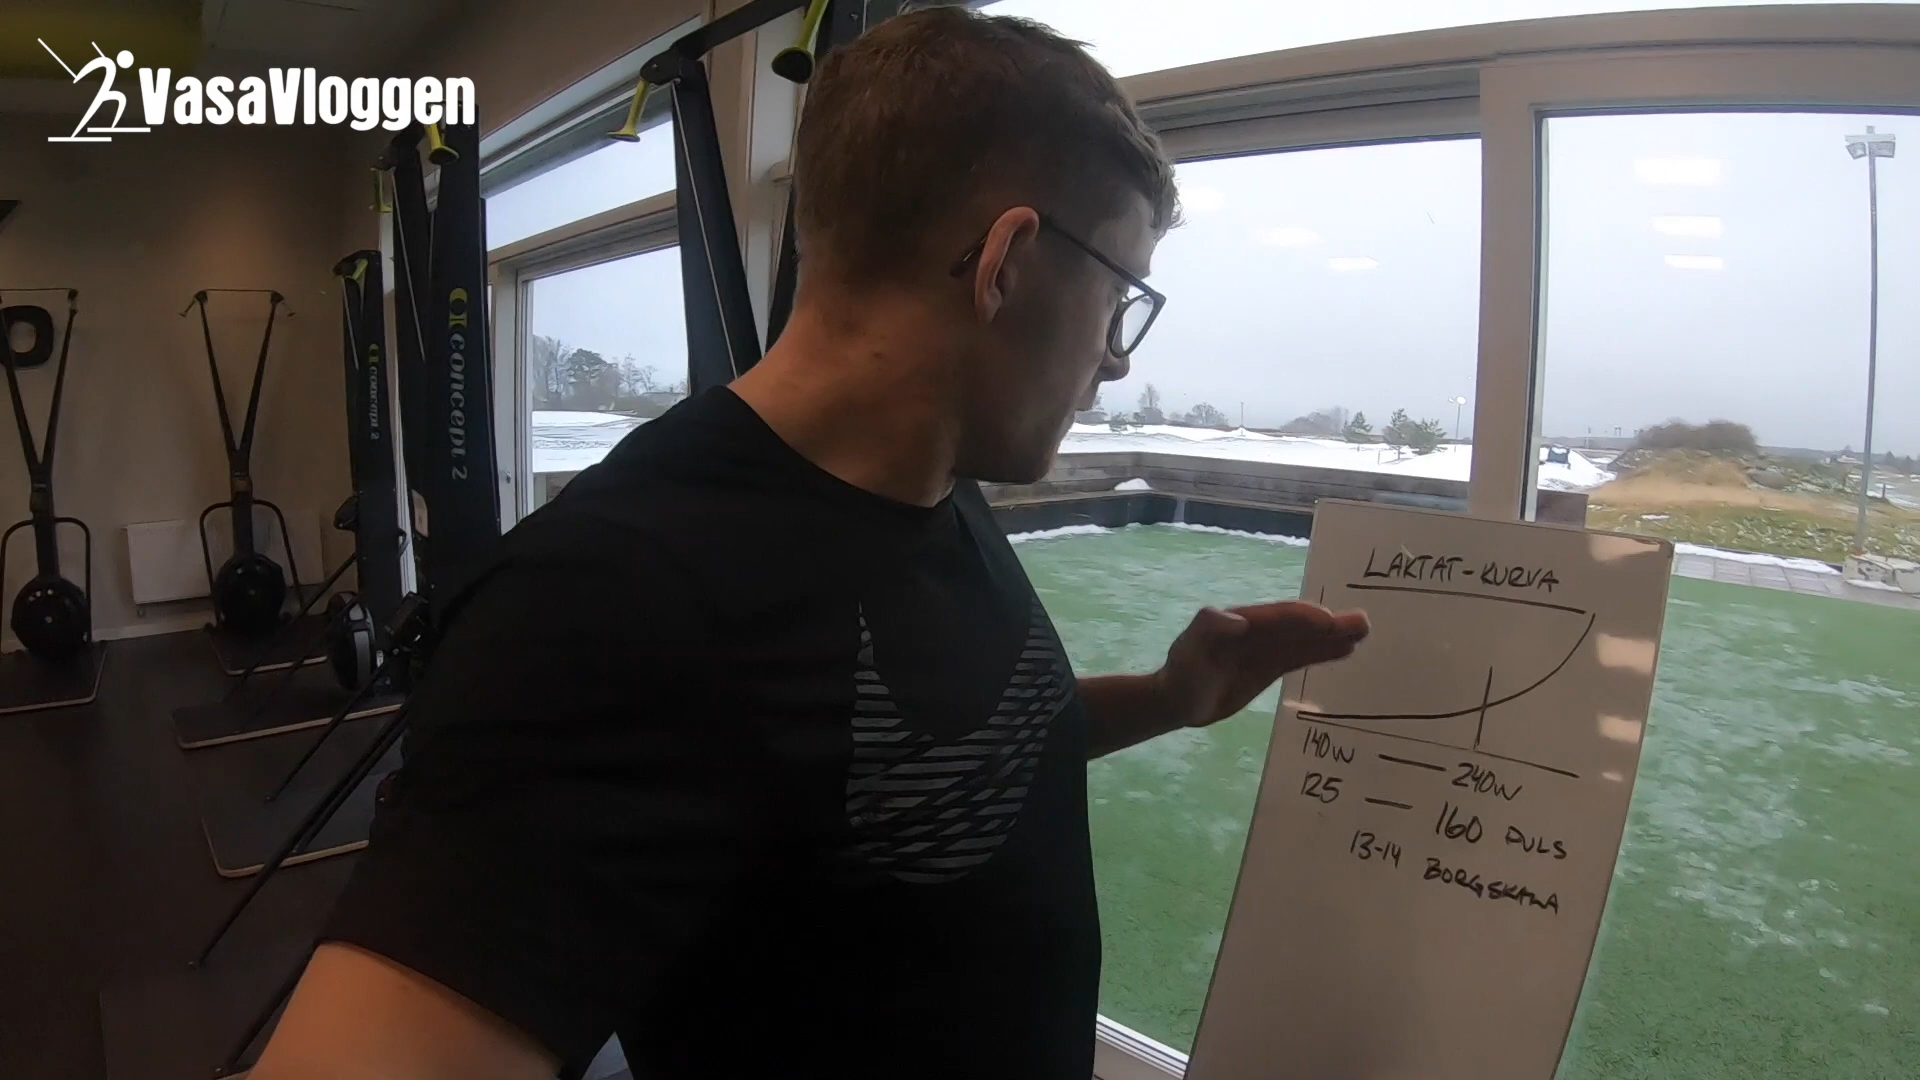 VasaVloggen
concept 2
concept 2
LAKTAT-KURVA
140W — 240W
125 — 160 PULS
13-14 BORGSKALA